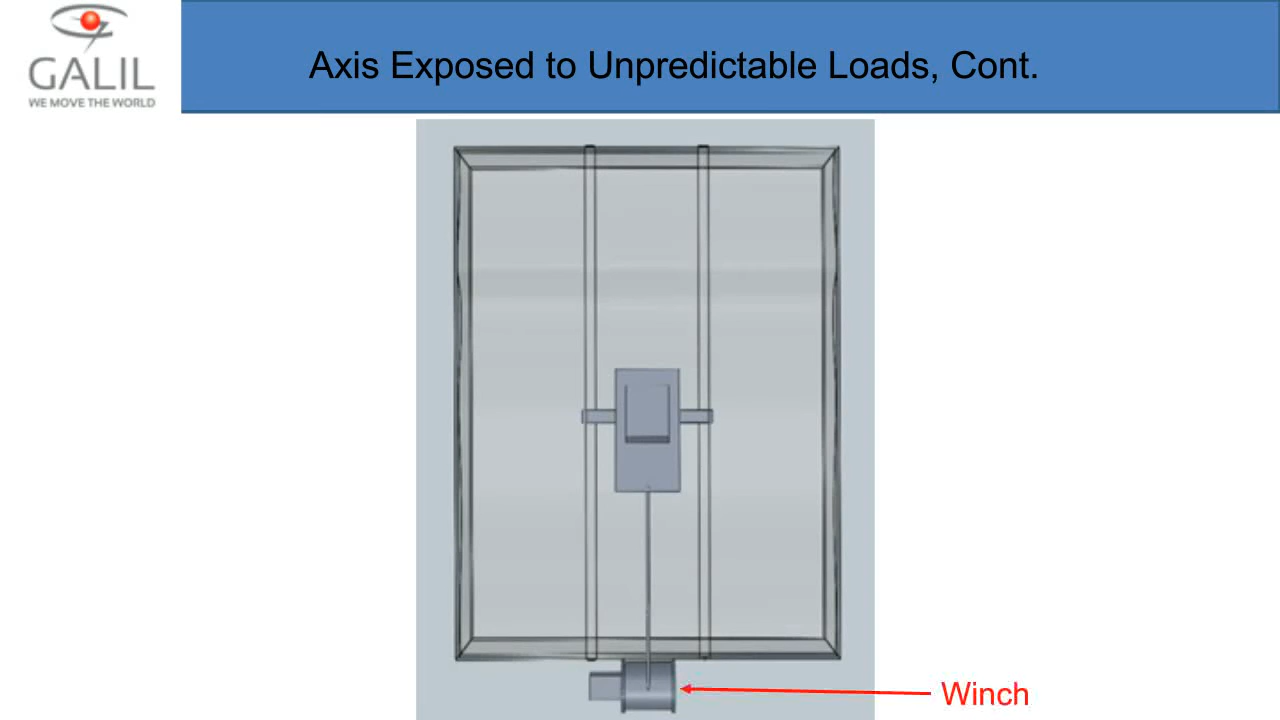 GALIL
WE MOVE THE WORLD
Axis Exposed to Unpredictable Loads, Cont.
Winch